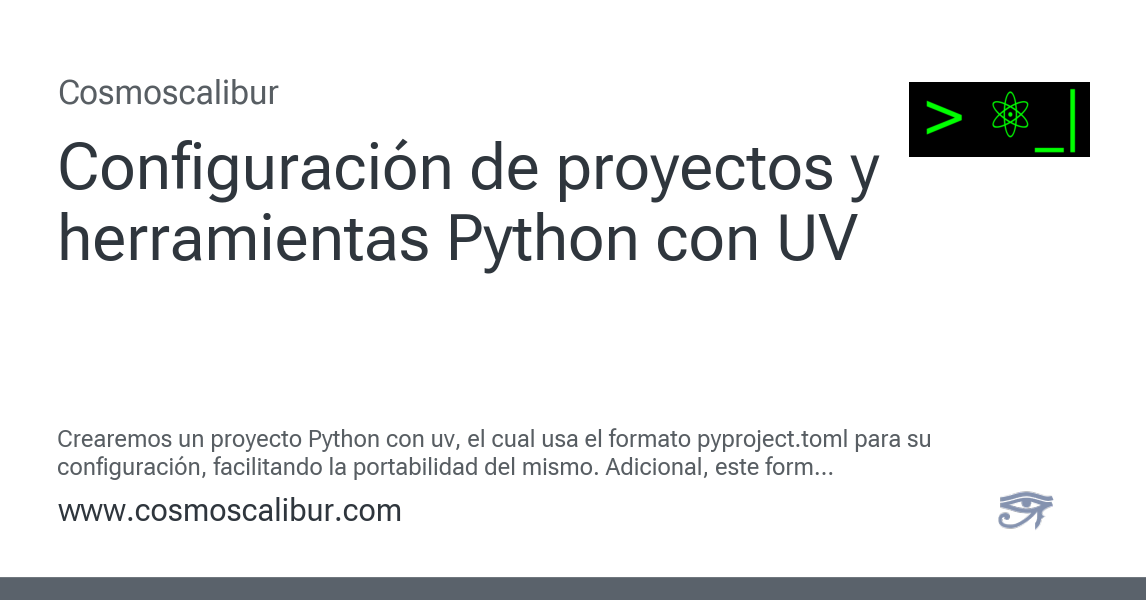 Cosmoscalibur
> _|
Configuración de proyectos y
herramientas Python con UV
Crearemos un proyecto Python con uv, el cual usa el formato pyproject.toml para su
configuración, facilitando la portabilidad del mismo. Adicional, este form...
www.cosmoscalibur.com